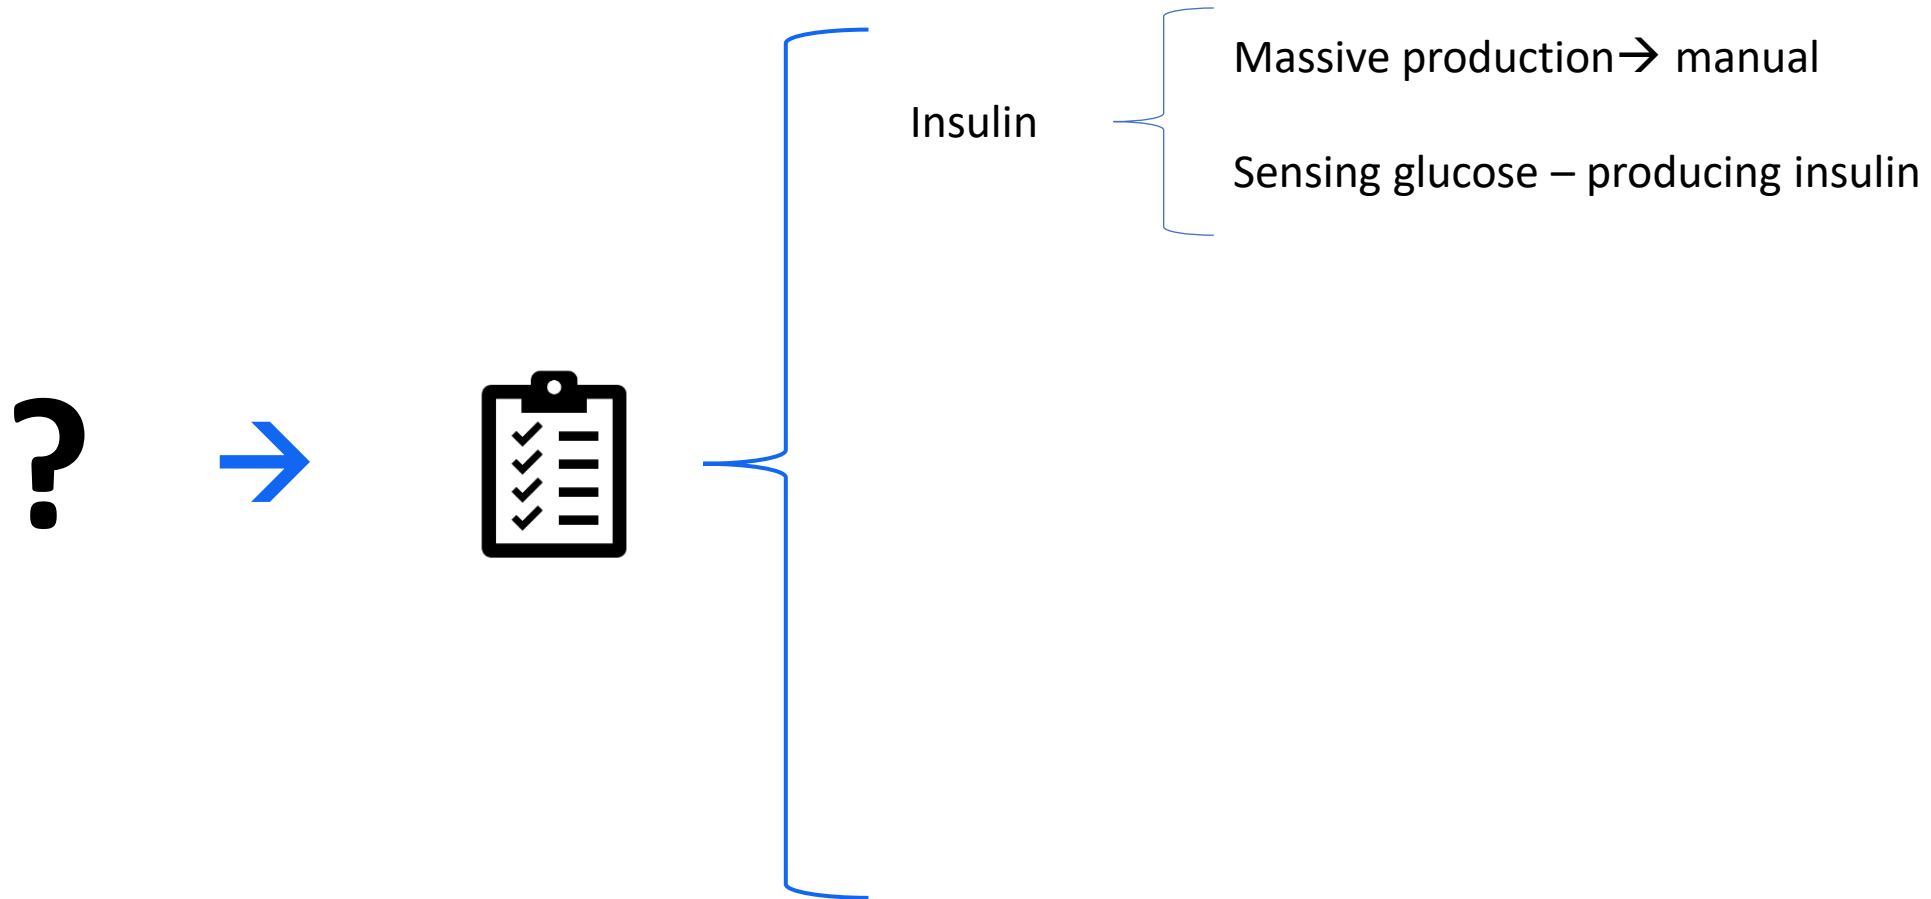 Massive production→ manual
Insulin
Sensing glucose – producing insulin
?
→